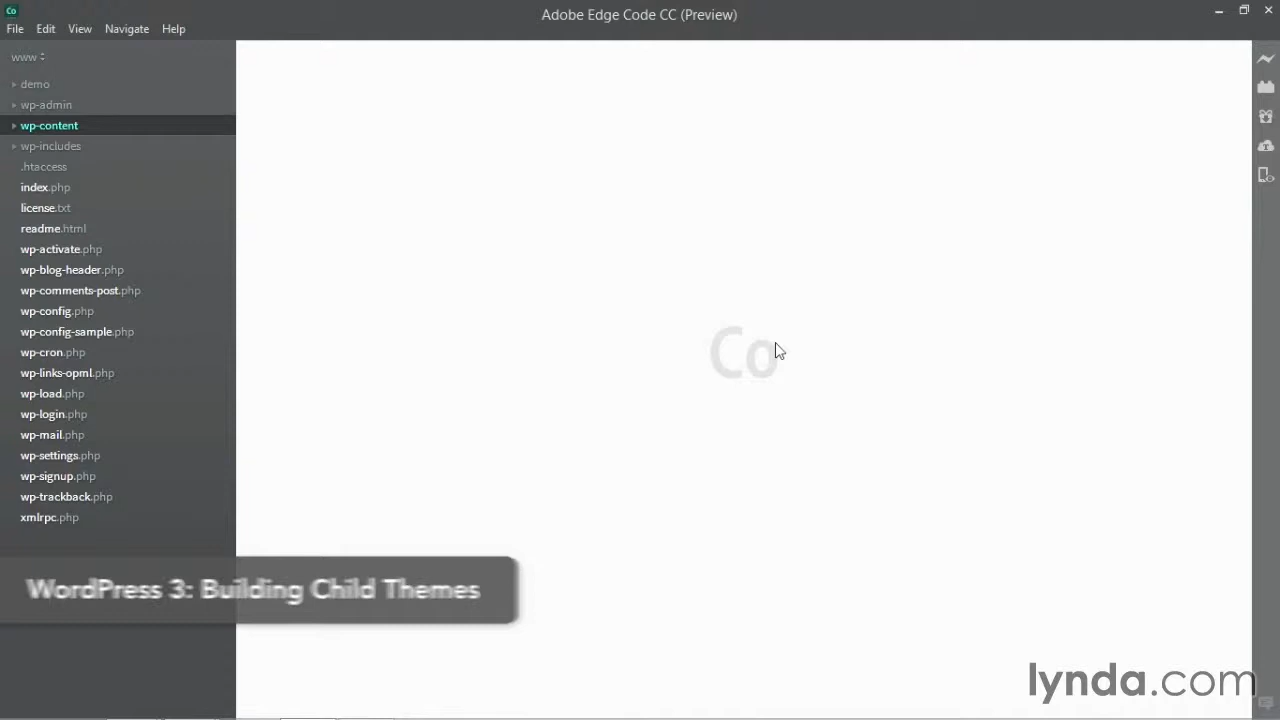 Co
Adobe Edge Code CC (Preview)
File Edit View Navigate Help
www
demo
wp-admin
wp-content
wp-includes
.htaccess
index.php
license.txt
readme.html
wp-activate.php
wp-blog-header.php
wp-comments-post.php
wp-config.php
wp-config-sample.php
wp-cron.php
wp-links-opml.php
wp-load.php
wp-login.php
wp-mail.php
wp-settings.php
wp-signup.php
wp-trackback.php
xmlrpc.php
Co
WordPress 3: Building Child Themes
lynda.com